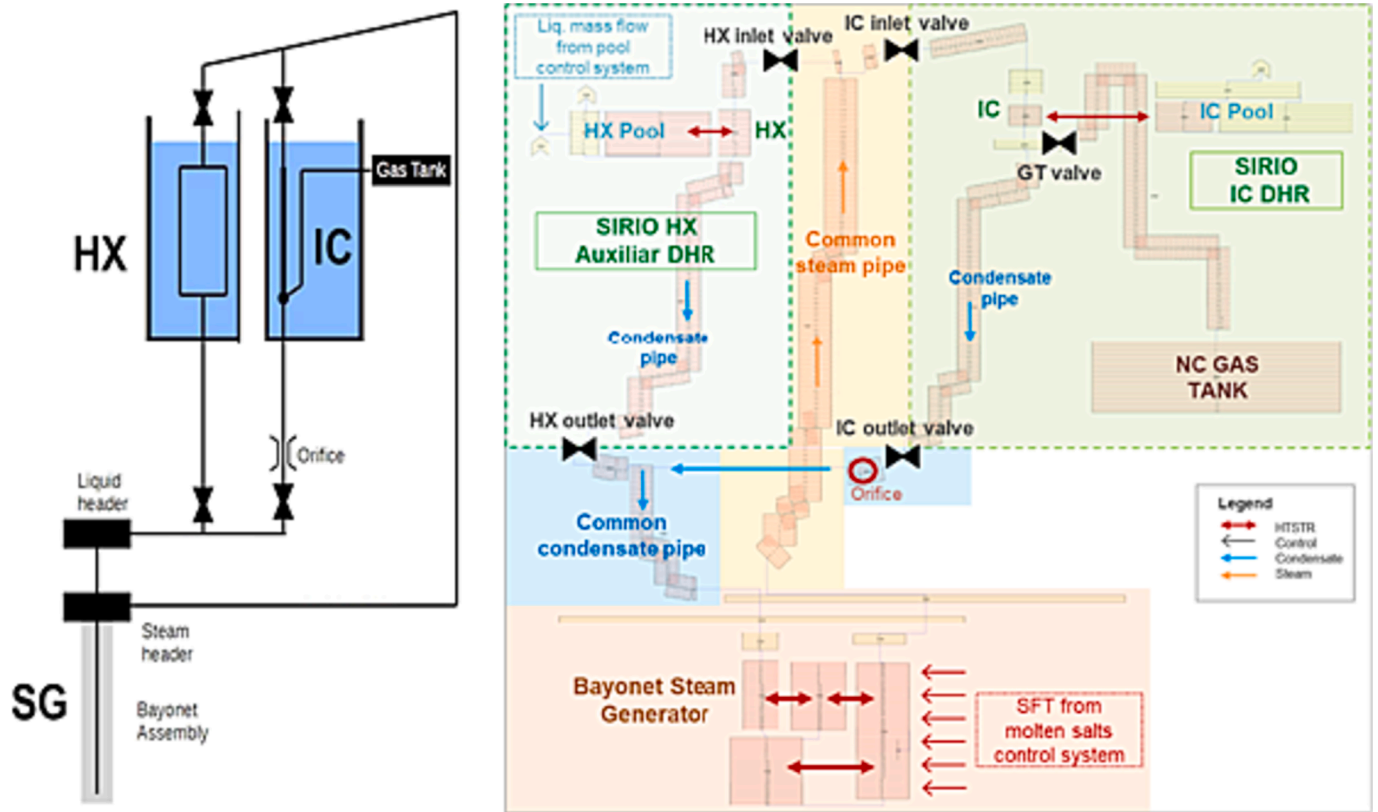 HX
IC
Gas Tank
Orifice
Liquid
header
Steam
header
SG
Bayonet
Assembly
Liq. mass flow
from pool
control system
HX inlet valve
IC inlet valve
HX Pool
HX
IC
IC Pool
GT valve
SIRIO
IC DHR
SIRIO HX
Auxiliar DHR
Common
steam pipe
Condensate
pipe
Condensate
pipe
NC GAS
TANK
HX outlet valve
IC outlet valve
Orifice
Common
condensate pipe
Legend
HTSTR
Control
Condensate
Steam
Bayonet Steam
Generator
SFT from
molten salts
control system